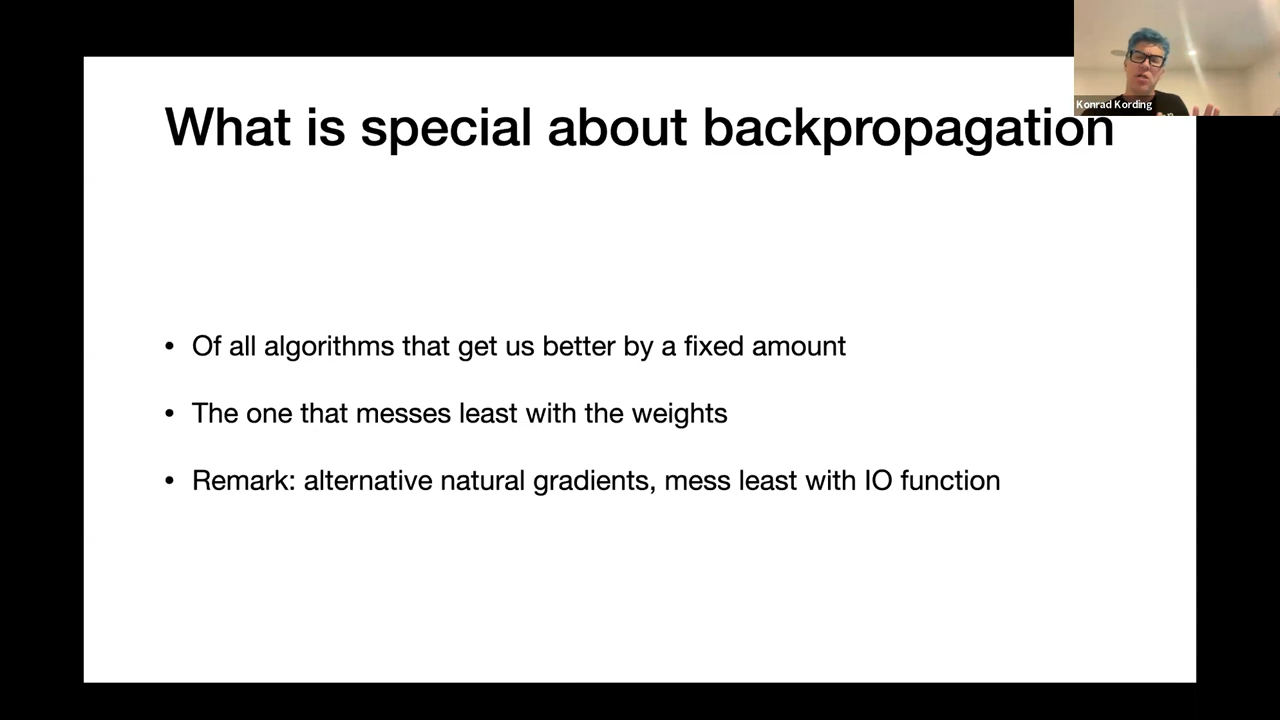 Konrad Kording
What is special about backpropagation
• Of all algorithms that get us better by a fixed amount
• The one that messes least with the weights
• Remark: alternative natural gradients, mess least with IO function